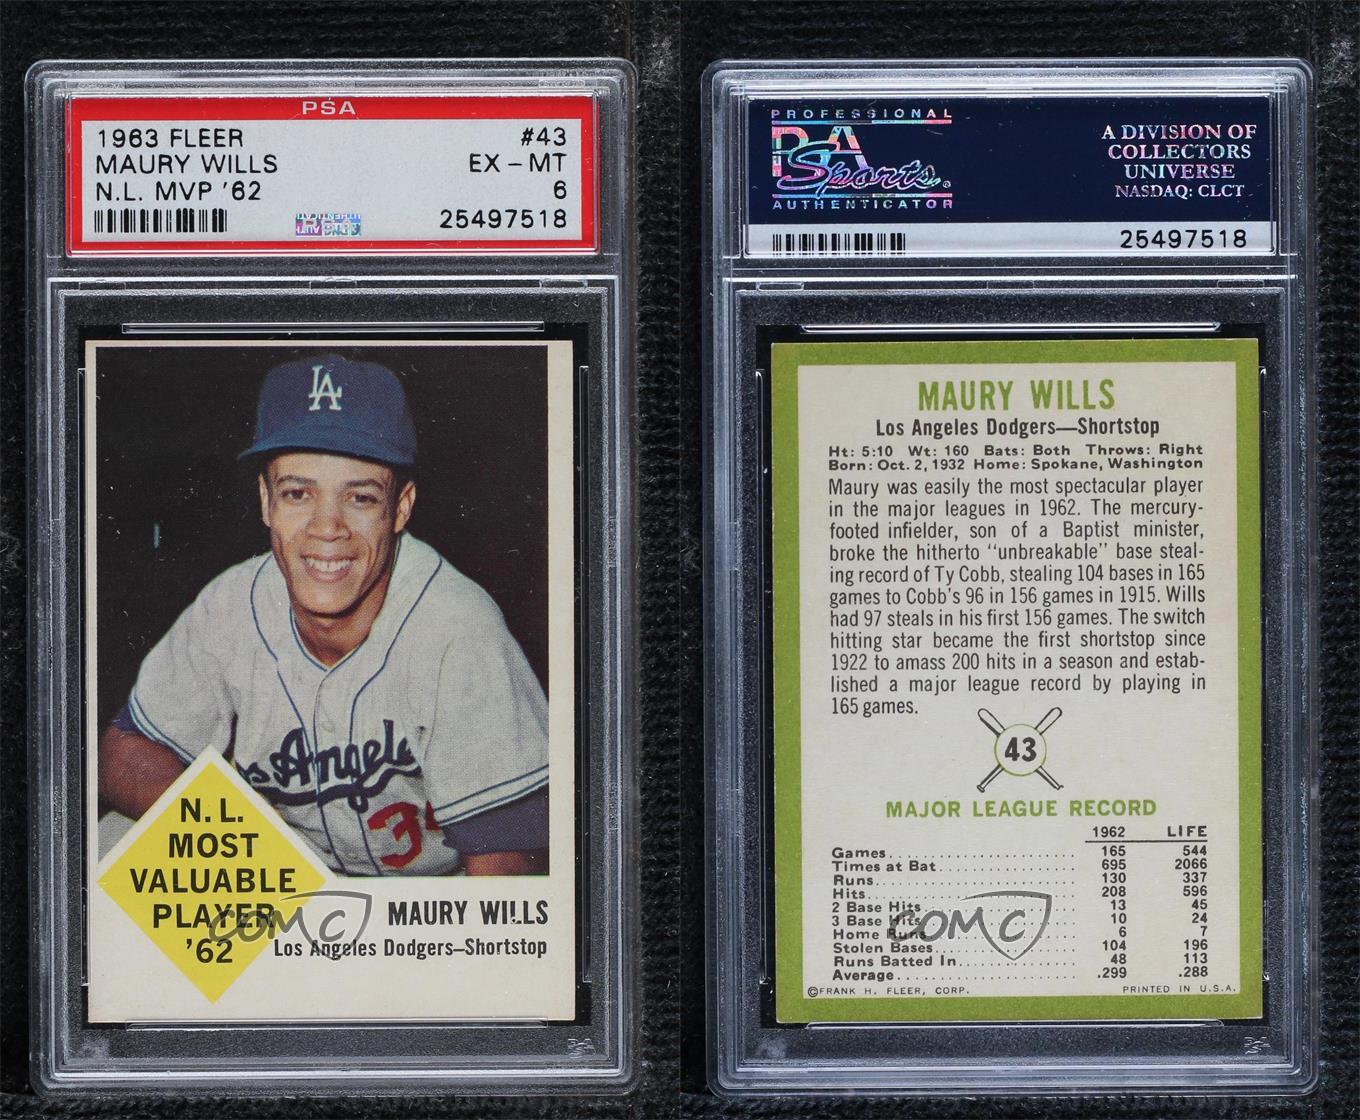 PSA
1963 FLEER #43
MAURY WILLS EX - MT
N.L. MVP '62 6
25497518
LA
Los Angele
3
N. L.
MOST
VALUABLE
PLAYER
'62
COMC
MAURY WILLS
Los Angeles Dodgers—Shortstop
PROFESSIONAL
PSA
Sports®
AUTHENTICATOR
A DIVISION OF
COLLECTORS
UNIVERSE
NASDAQ: CLCT
25497518
MAURY WILLS
Los Angeles Dodgers—Shortstop
Ht: 5:10 Wt: 160 Bats: Both Throws: Right
Born: Oct. 2, 1932 Home: Spokane, Washington
Maury was easily the most spectacular player
in the major leagues in 1962. The mercury-
footed infielder, son of a Baptist minister,
broke the hitherto "unbreakable" base steal-
ing record of Ty Cobb, stealing 104 bases in 165
games to Cobb's 96 in 156 games in 1915. Wills
had 97 steals in his first 156 games. The switch
hitting star became the first shortstop since
1922 to amass 200 hits in a season and estab-
lished a major league record by playing in
165 games.
43
MAJOR LEAGUE RECORD
1962 LIFE
Games 165 544
Times at Bat 695 2066
Runs 130 337
Hits 208 596
2 Base Hits 13 45
3 Base Hits 10 24
Home Runs 6 7
Stolen Bases 104 196
Runs Batted In 48 113
Average .299 .288
©FRANK H. FLEER, CORP. PRINTED IN U.S.A.
COMC